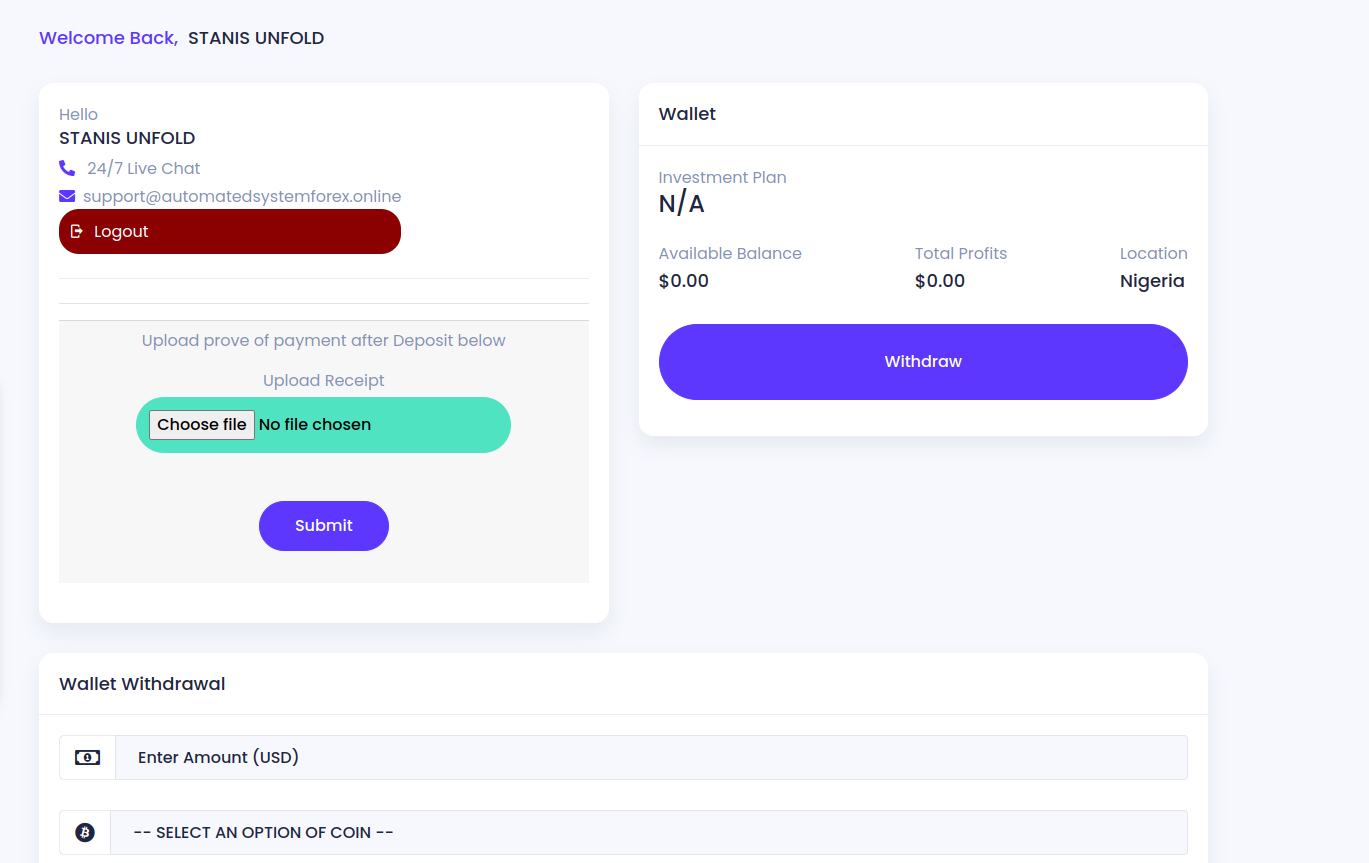 Welcome Back, STANIS UNFOLD
Hello
STANIS UNFOLD
24/7 Live Chat
support@automatedsystemforex.online
Logout
Upload prove of payment after Deposit below
Upload Receipt
Choose file No file chosen
Submit
Wallet
Investment Plan
N/A
Available Balance Total Profits Location
$0.00 $0.00 Nigeria
Withdraw
Wallet Withdrawal
Enter Amount (USD)
-- SELECT AN OPTION OF COIN --